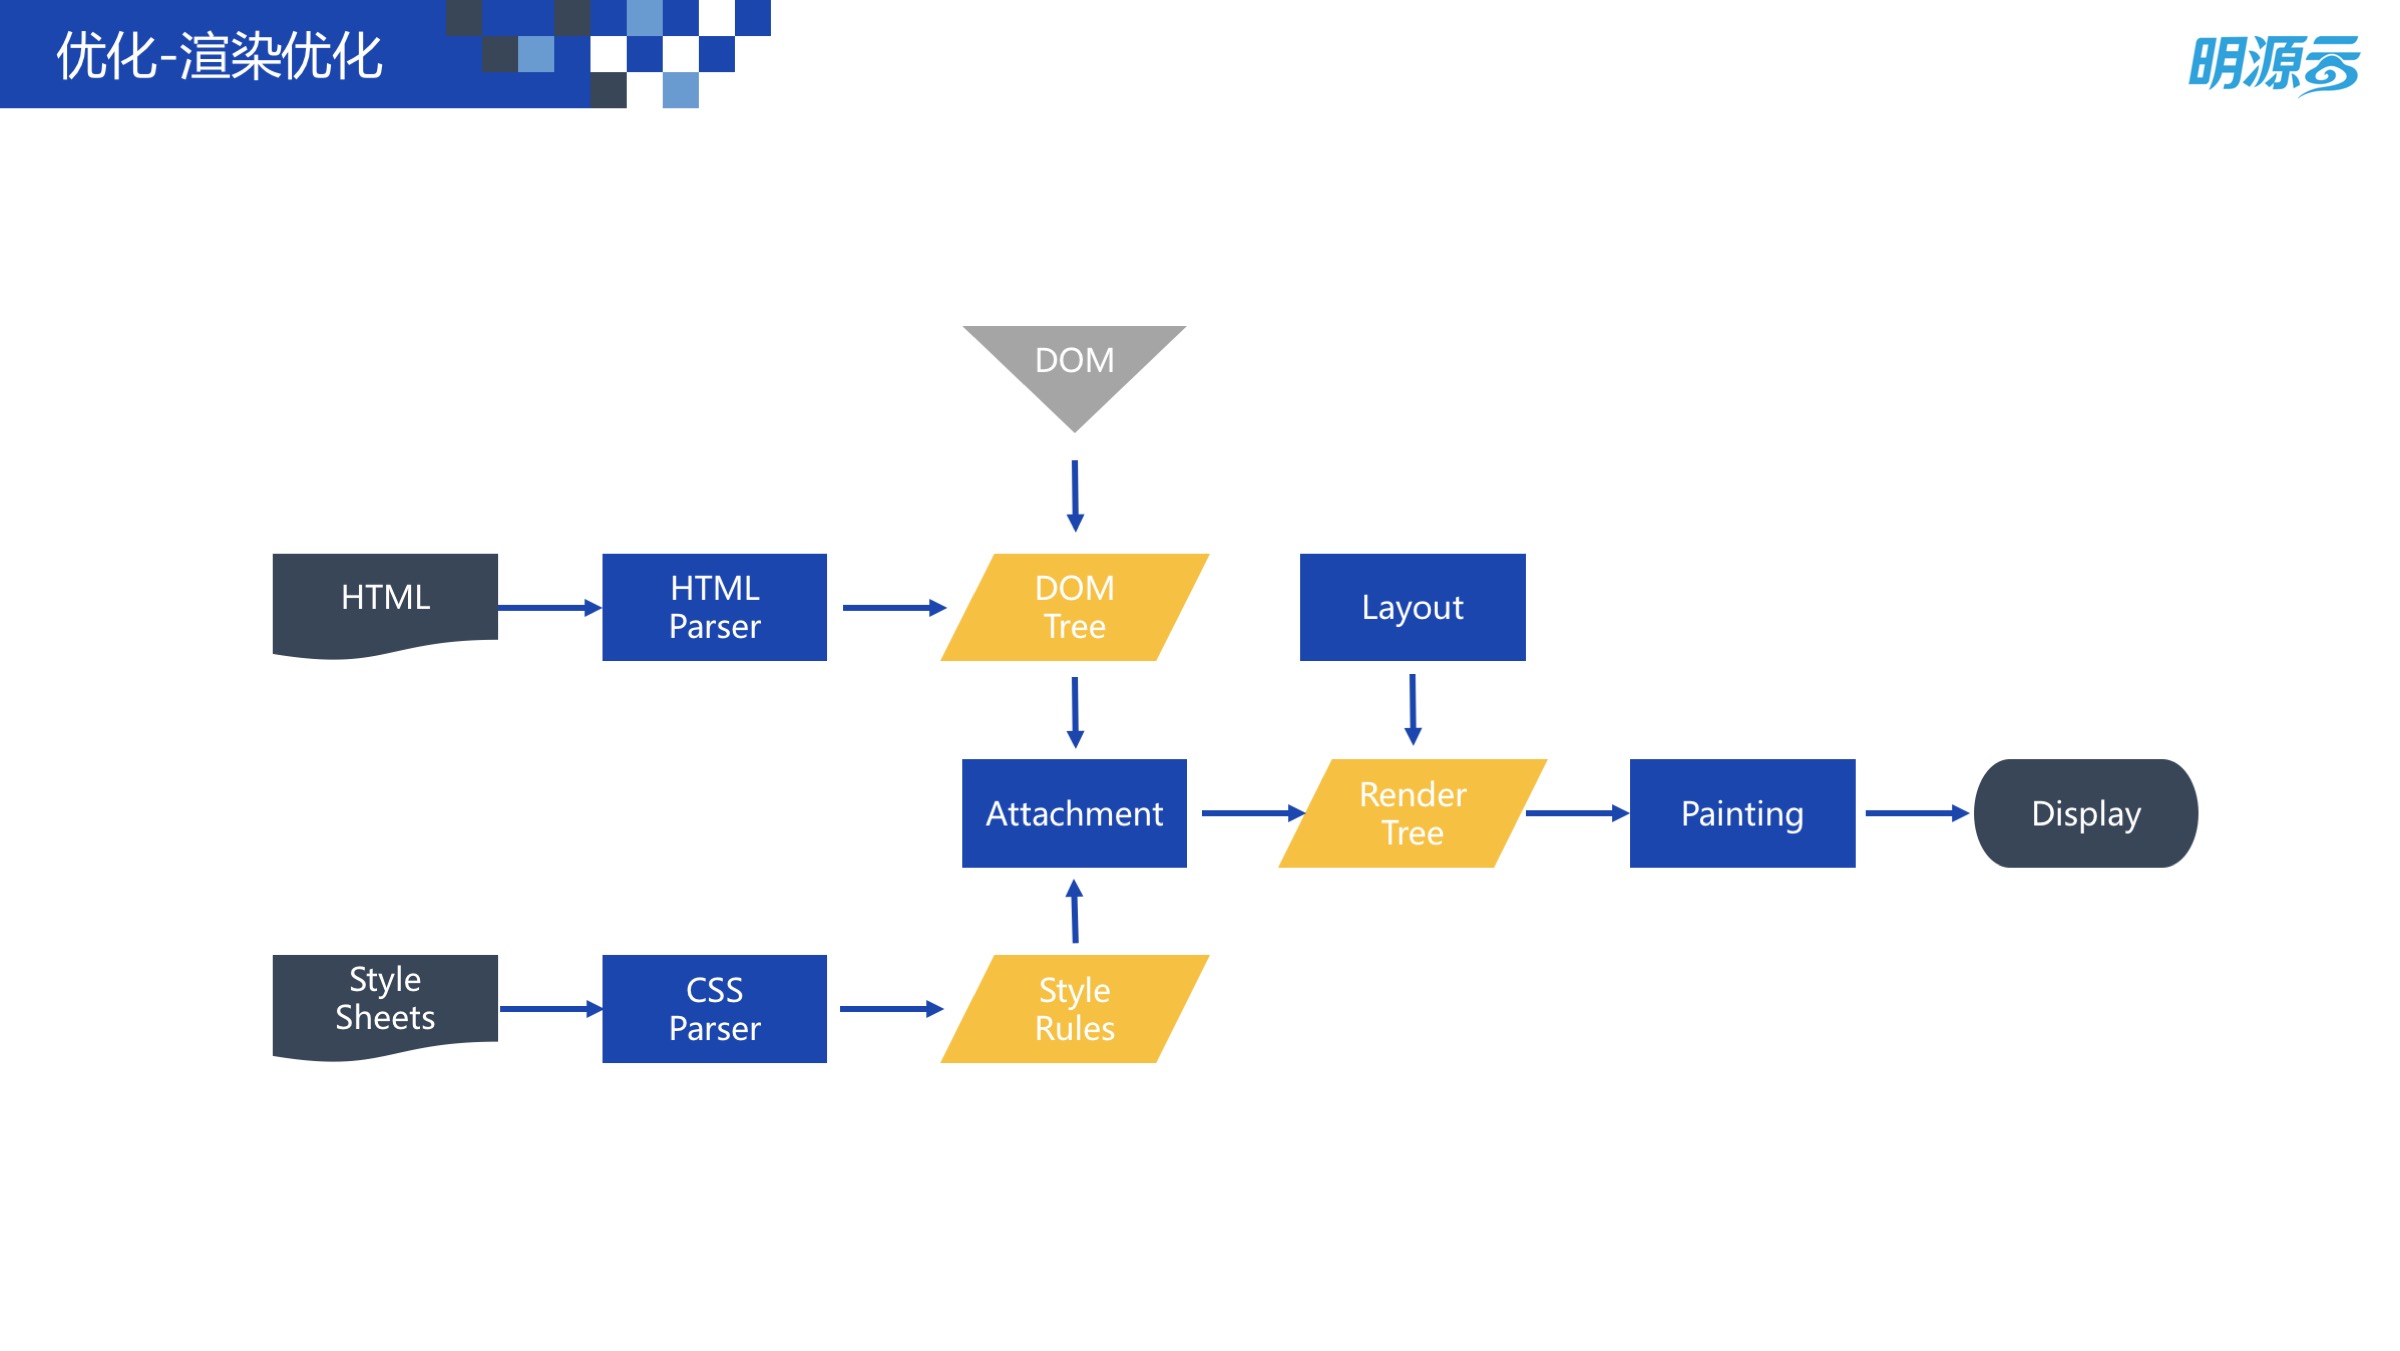 优化-渲染优化
明源云
DOM
HTML
HTML
Parser
DOM
Tree
Layout
Attachment
Render
Tree
Painting
Display
Style
Sheets
CSS
Parser
Style
Rules